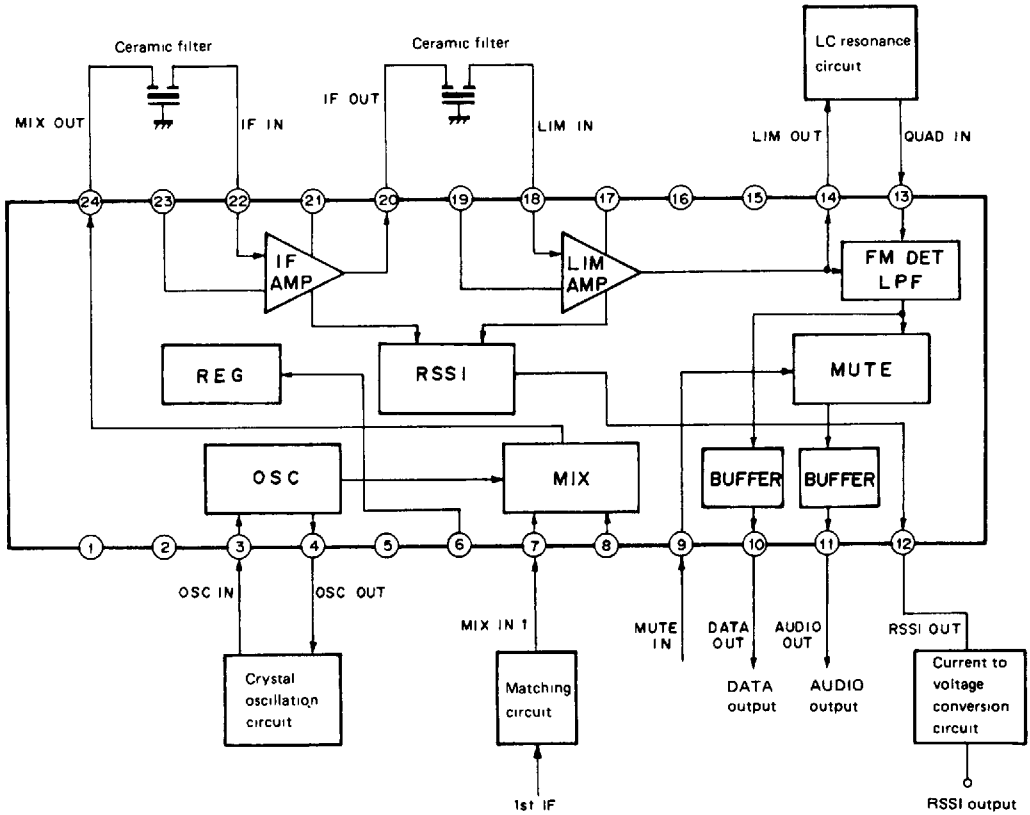 Ceramic filter
Ceramic filter
LC resonance
circuit
MIX OUT
IF IN
IF OUT
LIM IN
LIM OUT
QUAD IN
24
23
22
21
20
19
18
17
16
15
14
13
IF
AMP
LIM
AMP
FM DET
LPF
REG
RSSI
MUTE
OSC
MIX
BUFFER
BUFFER
1
2
3
4
5
6
7
8
9
10
11
12
OSC IN
OSC OUT
MIX IN 1
MUTE
IN
DATA
OUT
AUDIO
OUT
RSSI OUT
Crystal
oscillation
circuit
Matching
circuit
DATA
output
AUDIO
output
Current to
voltage
conversion
circuit
1st IF
RSSI output